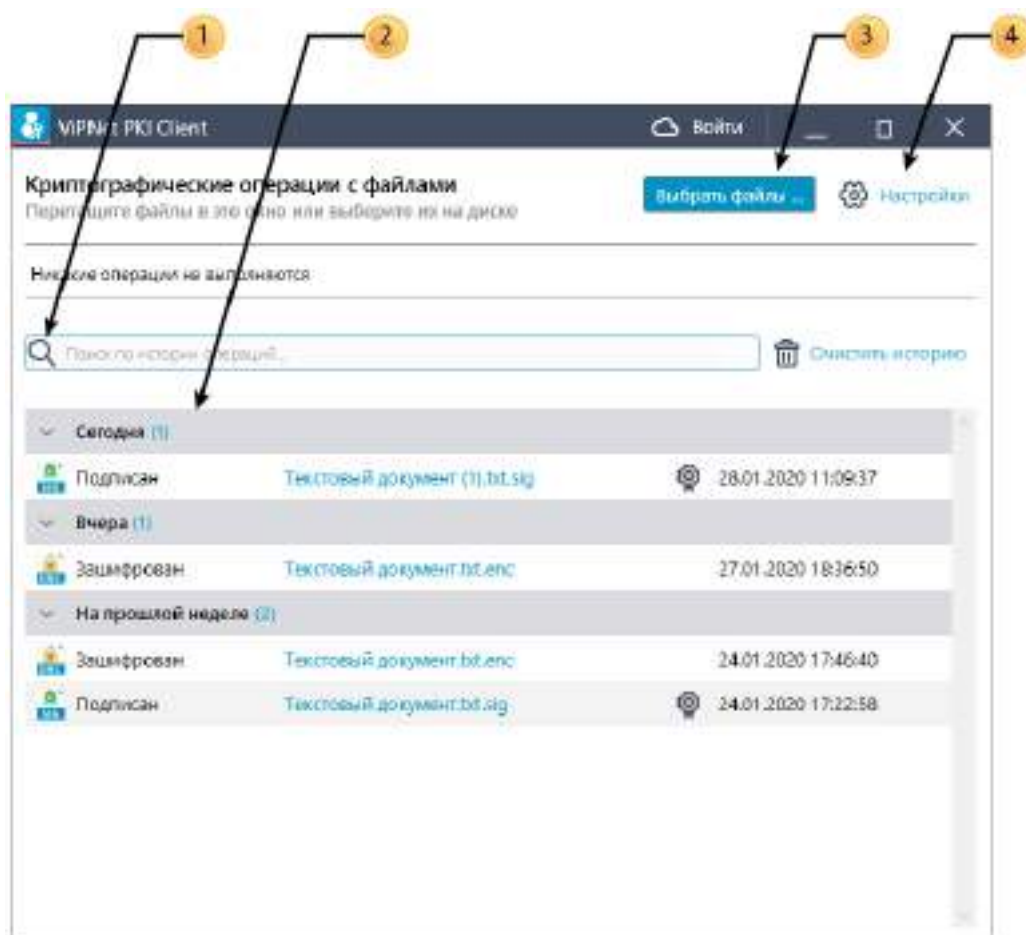 1 2 3 4
ViPNet PKI Client Войти
Криптографические операции с файлами
Выбрать файлы ... Настройки
Перетащите файлы в это окно или выберите их на диске
Никакие операции не выполняются
Поиск по истории операций... Очистить историю
Сегодня (1)
Подписан Текстовый документ (1).txt.sig 28.01.2020 11:09:37
Вчера (1)
Зашифрован Текстовый документ.txt.enc 27.01.2020 18:36:50
На прошлой неделе (2)
Зашифрован Текстовый документ.txt.enc 24.01.2020 17:46:40
Подписан Текстовый документ.txt.sig 24.01.2020 17:22:58